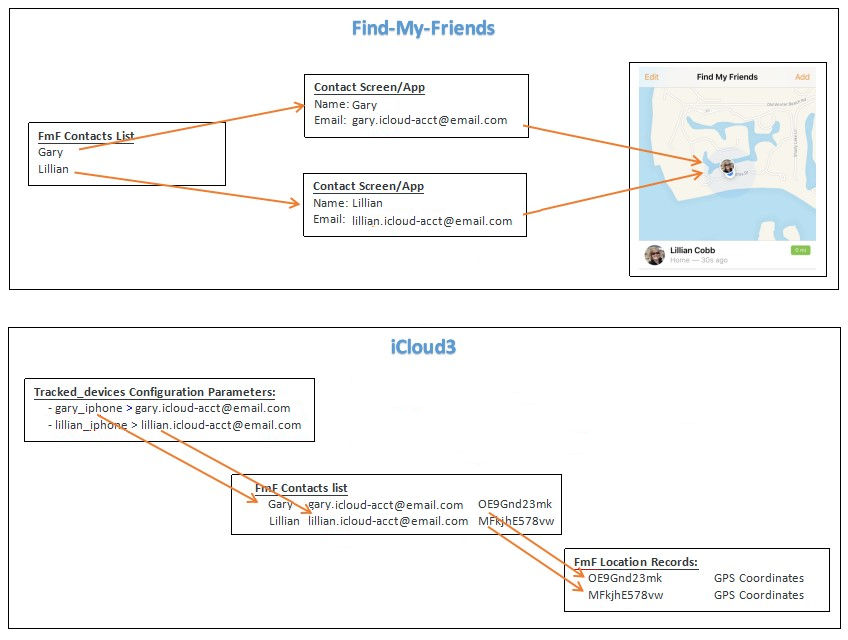 Find-My-Friends
FmF Contacts List
Gary
Lillian
Contact Screen/App
Name: Gary
Email: gary.icloud-acct@email.com
Contact Screen/App
Name: Lillian
Email: lillian.icloud-acct@email.com
Edit Find My Friends Add
Lillian Cobb
Home — 30s ago
0 mi
iCloud3
Tracked_devices Configuration Parameters:
- gary_iphone > gary.icloud-acct@email.com
- lillian_iphone > lillian.icloud-acct@email.com
FmF Contacts list
Gary gary.icloud-acct@email.com OE9Gnd23mk
Lillian lillian.icloud-acct@email.com MFkjhE578vw
FmF Location Records:
OE9Gnd23mk GPS Coordinates
MFkjhE578vw GPS Coordinates